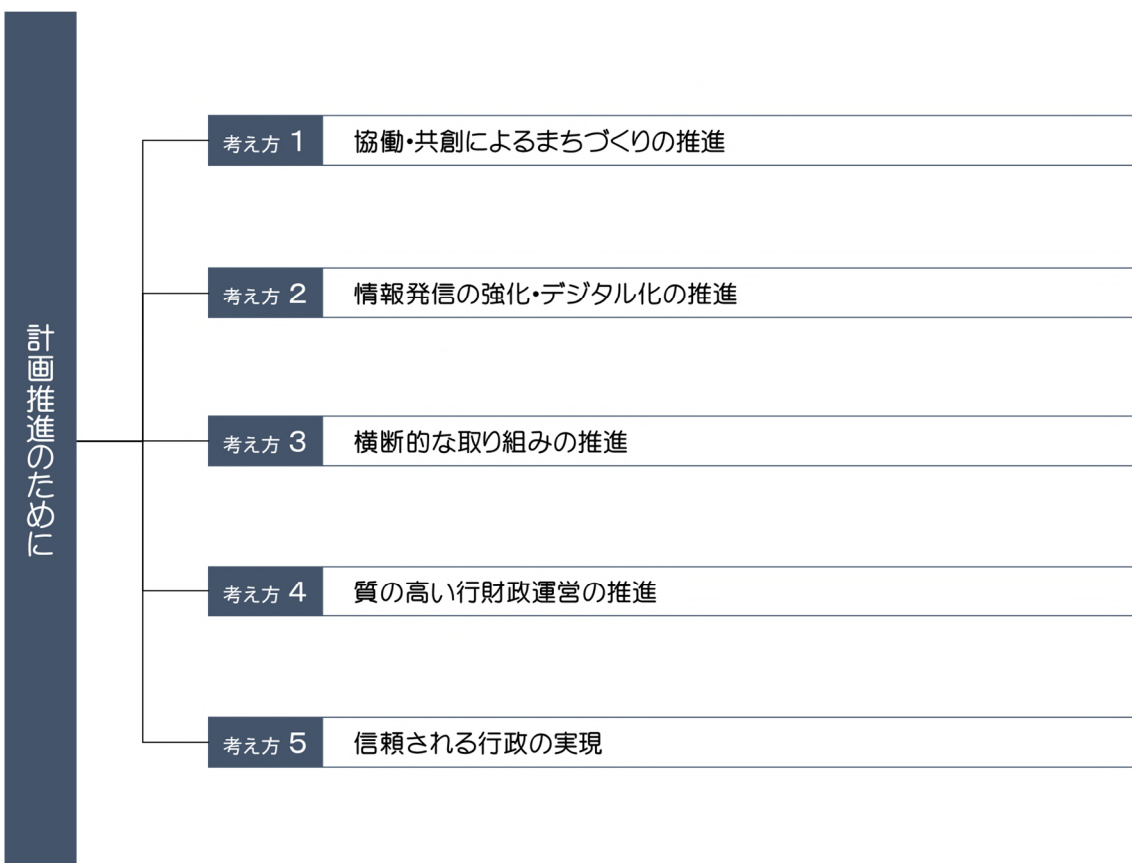 計画推進のために
考え方 1 協働・共創によるまちづくりの推進
考え方 2 情報発信の強化・デジタル化の推進
考え方 3 横断的な取り組みの推進
考え方 4 質の高い行財政運営の推進
考え方 5 信頼される行政の実現